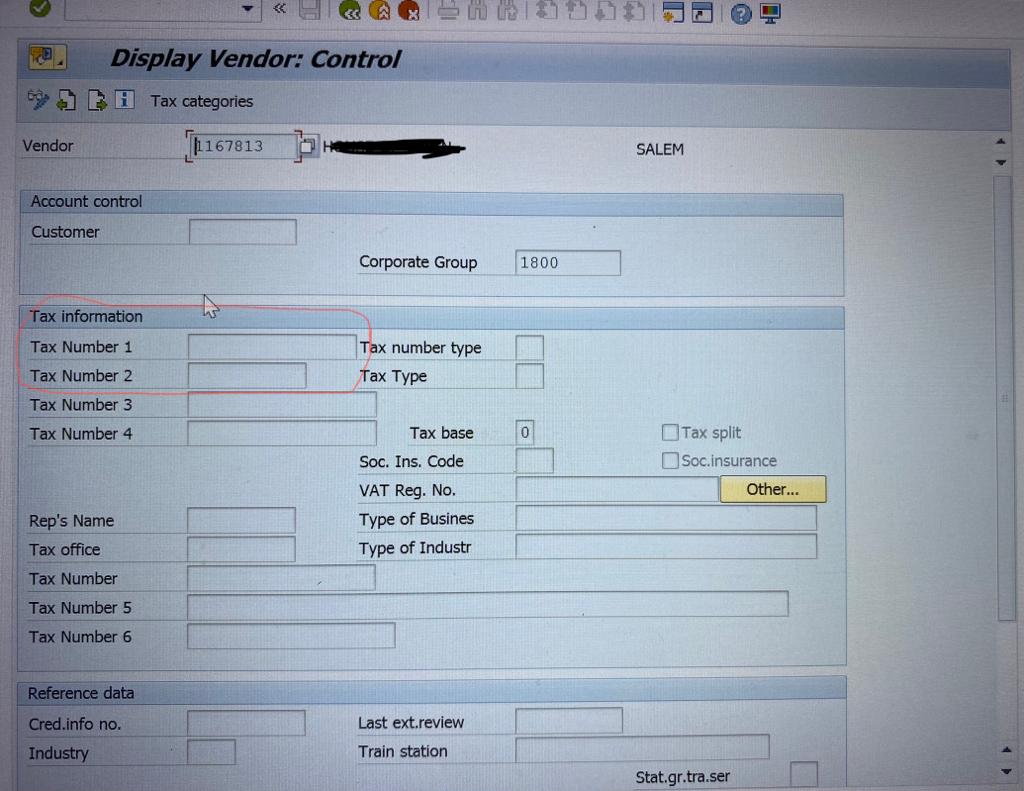 Display Vendor: Control
Tax categories
Vendor 1167813 H SALEM
Account control
Customer
Corporate Group 1800
Tax information
Tax Number 1 Tax number type
Tax Number 2 Tax Type
Tax Number 3
Tax Number 4 Tax base 0 Tax split
Soc. Ins. Code Soc.insurance
VAT Reg. No. Other...
Rep's Name Type of Busines
Tax office Type of Industr
Tax Number
Tax Number 5
Tax Number 6
Reference data
Cred.info no. Last ext.review
Industry Train station
Stat.gr.tra.ser